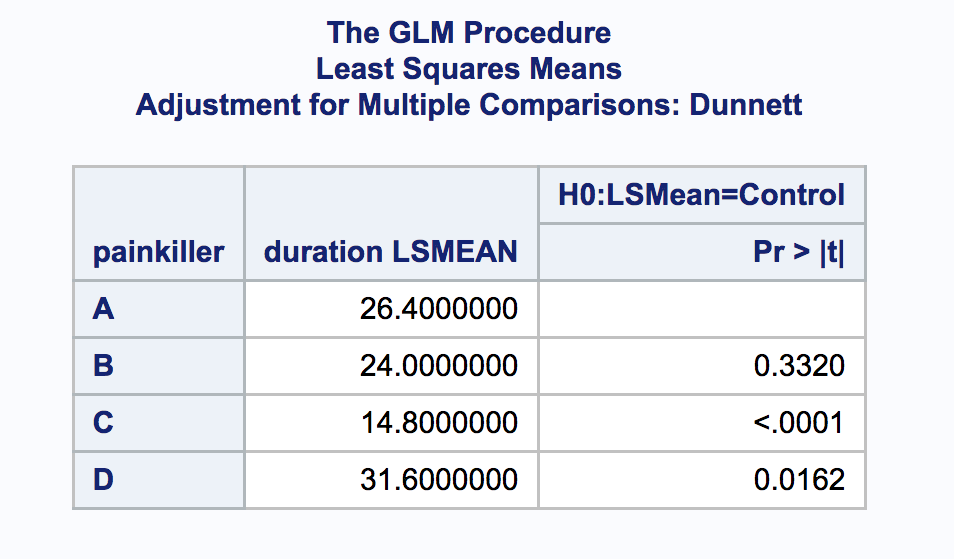 The GLM Procedure
Least Squares Means
Adjustment for Multiple Comparisons: Dunnett
painkiller duration LSMEAN H0:LSMean=Control
Pr > |t|
A 26.4000000
B 24.0000000 0.3320
C 14.8000000 <.0001
D 31.6000000 0.0162